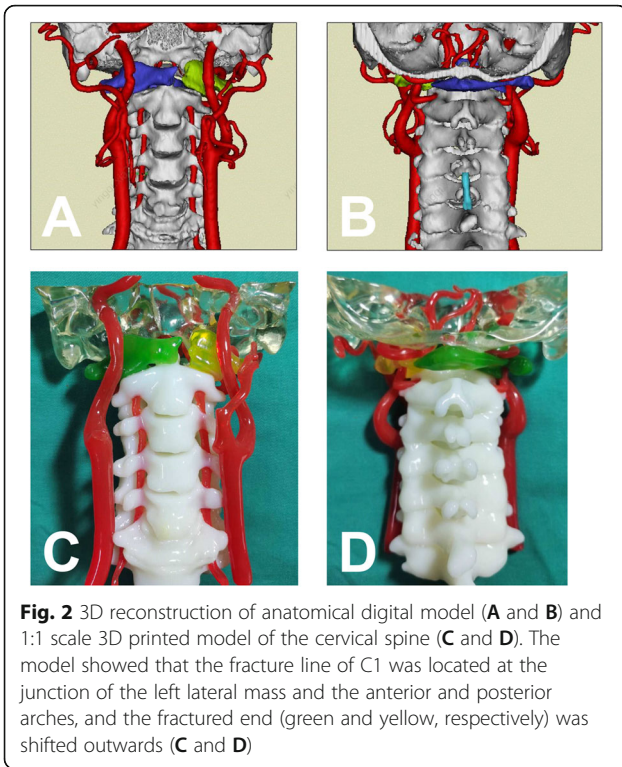 A
B
C
D
Fig. 2 3D reconstruction of anatomical digital model (A and B) and
1:1 scale 3D printed model of the cervical spine (C and D). The
model showed that the fracture line of C1 was located at the
junction of the left lateral mass and the anterior and posterior
arches, and the fractured end (green and yellow, respectively) was
shifted outwards (C and D)